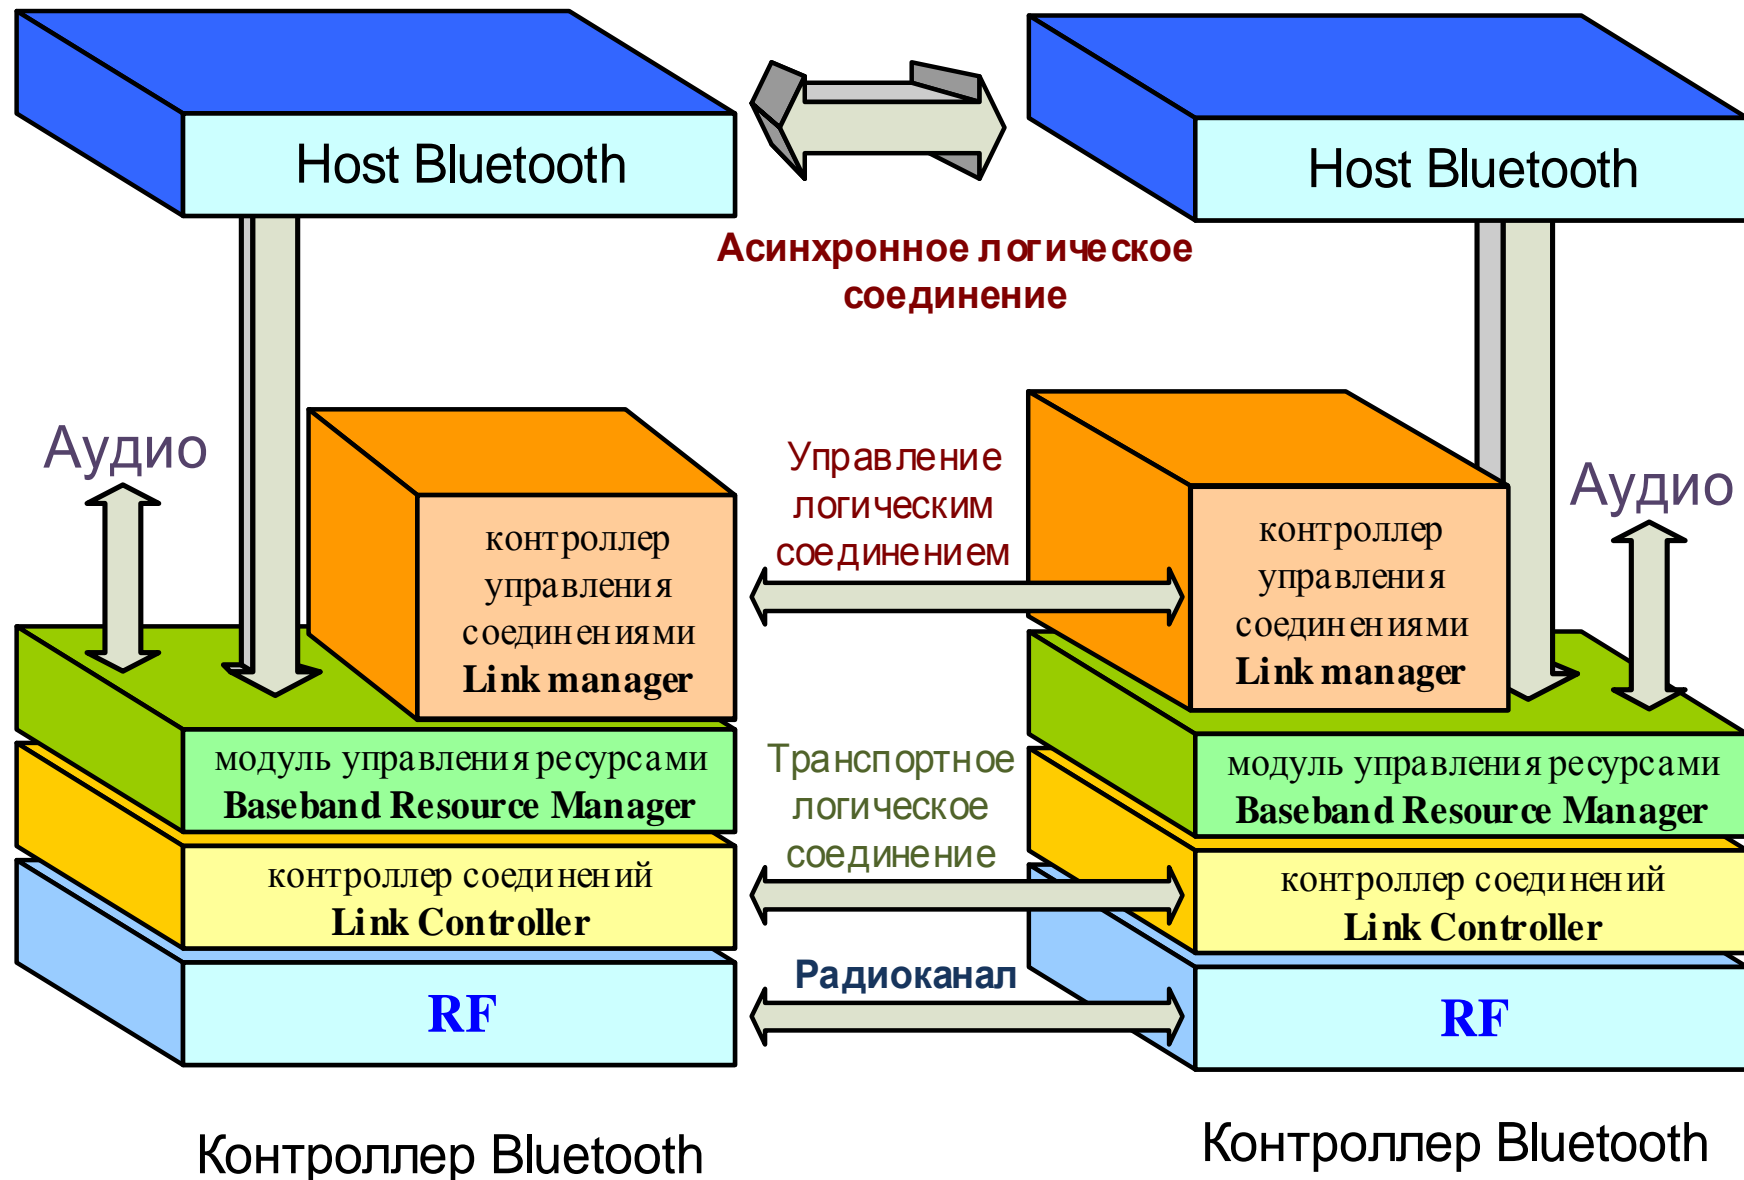 Host Bluetooth
Host Bluetooth
Асинхронное логическое
соединение
Аудио
контроллер
управления
соединениями
Link manager
Управление
логическим
соединением
контроллер
управления
соединениями
Link manager
Аудио
модуль управления ресурсами
Baseband Resource Manager
Транспортное
логическое
соединение
модуль управления ресурсами
Baseband Resource Manager
контроллер соединений
Link Controller
контроллер соединений
Link Controller
RF
Радиоканал
RF
Контроллер Bluetooth
Контроллер Bluetooth